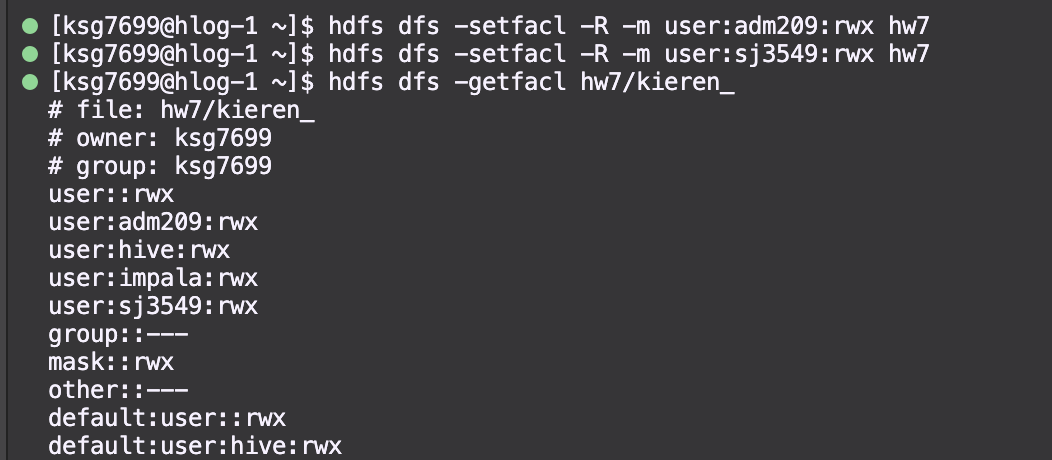 [ksg7699@hlog-1 ~]$ hdfs dfs -setfacl -R -m user:adm209:rwx hw7
[ksg7699@hlog-1 ~]$ hdfs dfs -setfacl -R -m user:sj3549:rwx hw7
[ksg7699@hlog-1 ~]$ hdfs dfs -getfacl hw7/kieren_
# file: hw7/kieren_
# owner: ksg7699
# group: ksg7699
user::rwx
user:adm209:rwx
user:hive:rwx
user:impala:rwx
user:sj3549:rwx
group::---
mask::rwx
other::---
default:user::rwx
default:user:hive:rwx